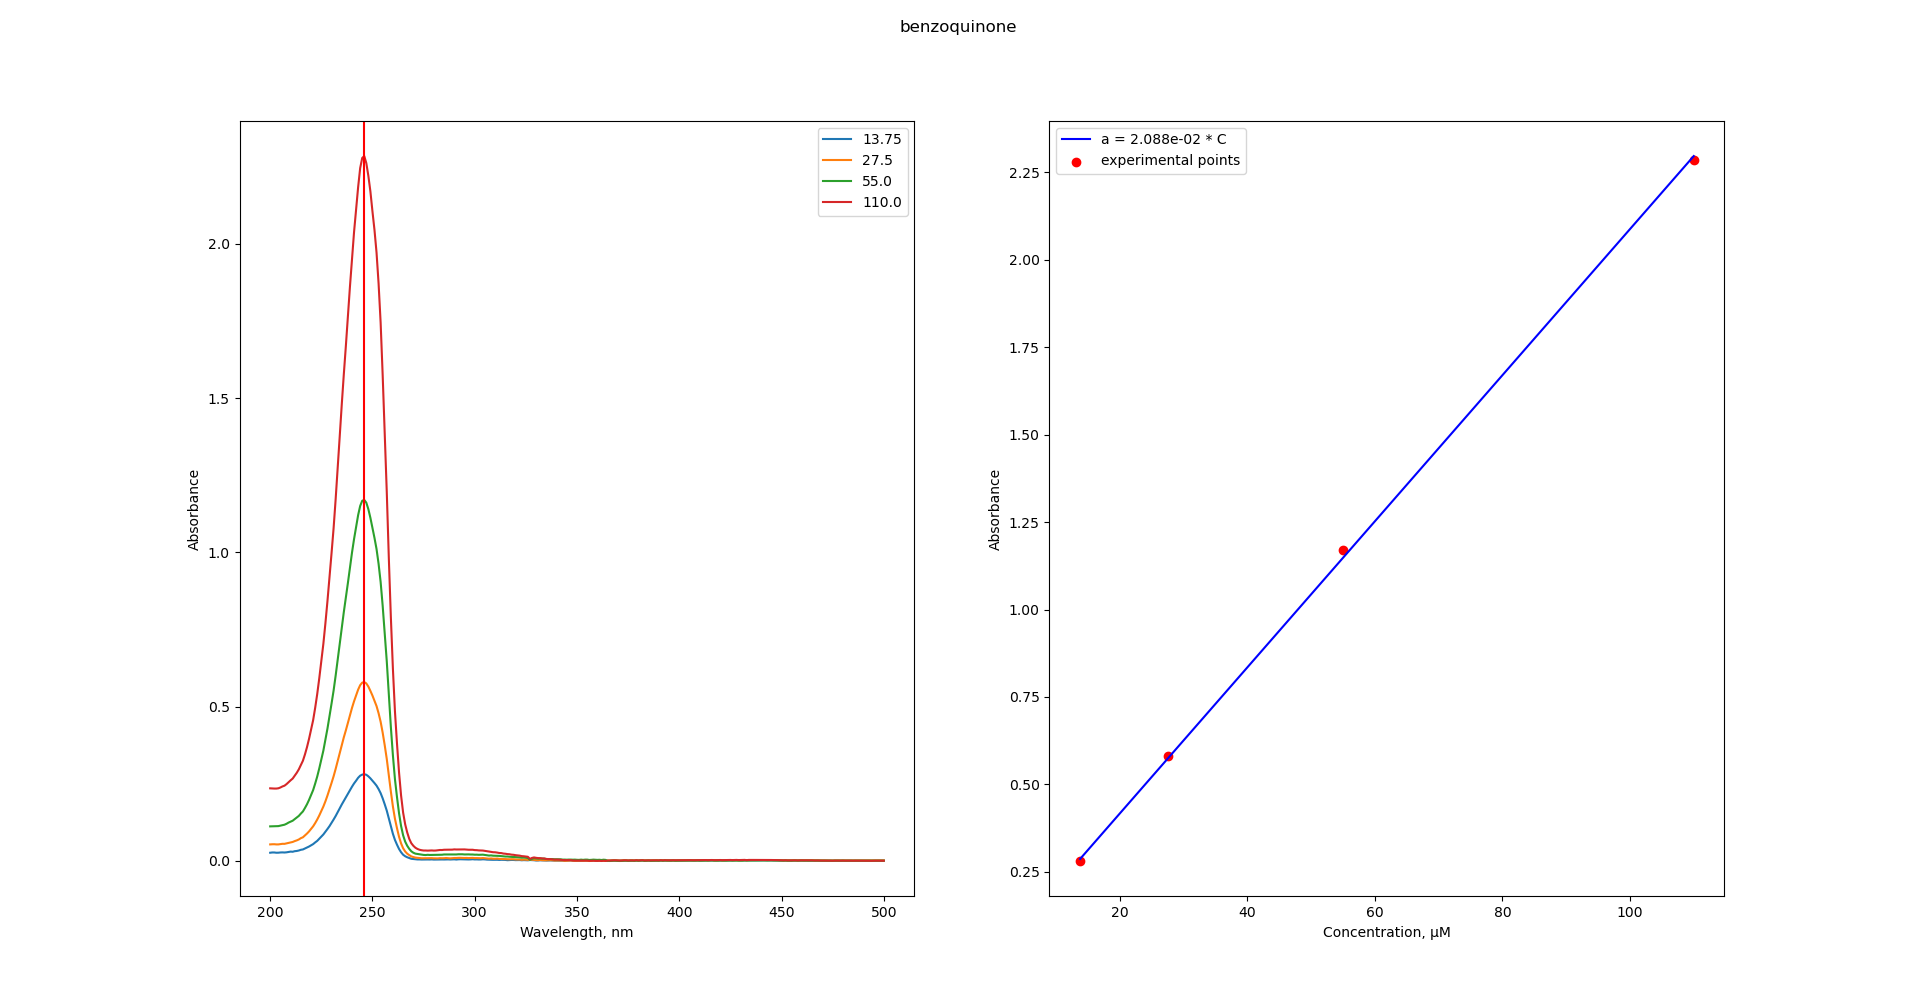 benzoquinone
13.75
27.5
55.0
110.0
2.0
1.5
1.0
0.5
0.0
Absorbance
200 250 300 350 400 450 500
Wavelength, nm
a = 2.088e-02 * C
experimental points
2.25
2.00
1.75
1.50
1.25
1.00
0.75
0.50
0.25
Absorbance
20 40 60 80 100
Concentration, μM